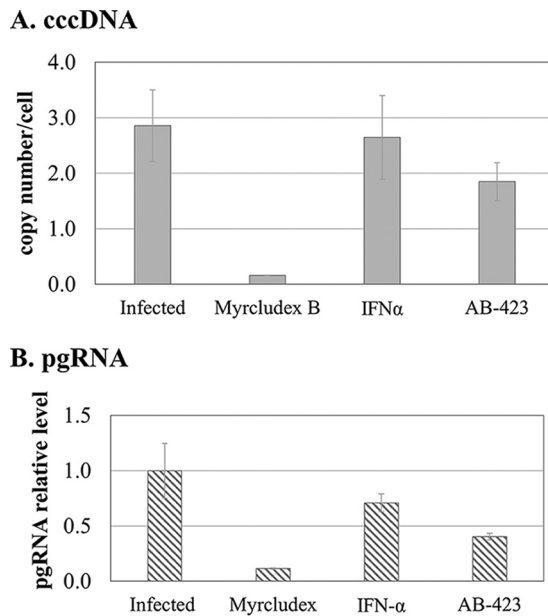 A. cccDNA
copy number/cell
4.0
3.0
2.0
1.0
0.0
Infected Myrcludex B IFNα AB-423
B. pgRNA
pgRNA relative level
1.5
1.0
0.5
0.0
Infected Myrcludex IFN-α AB-423